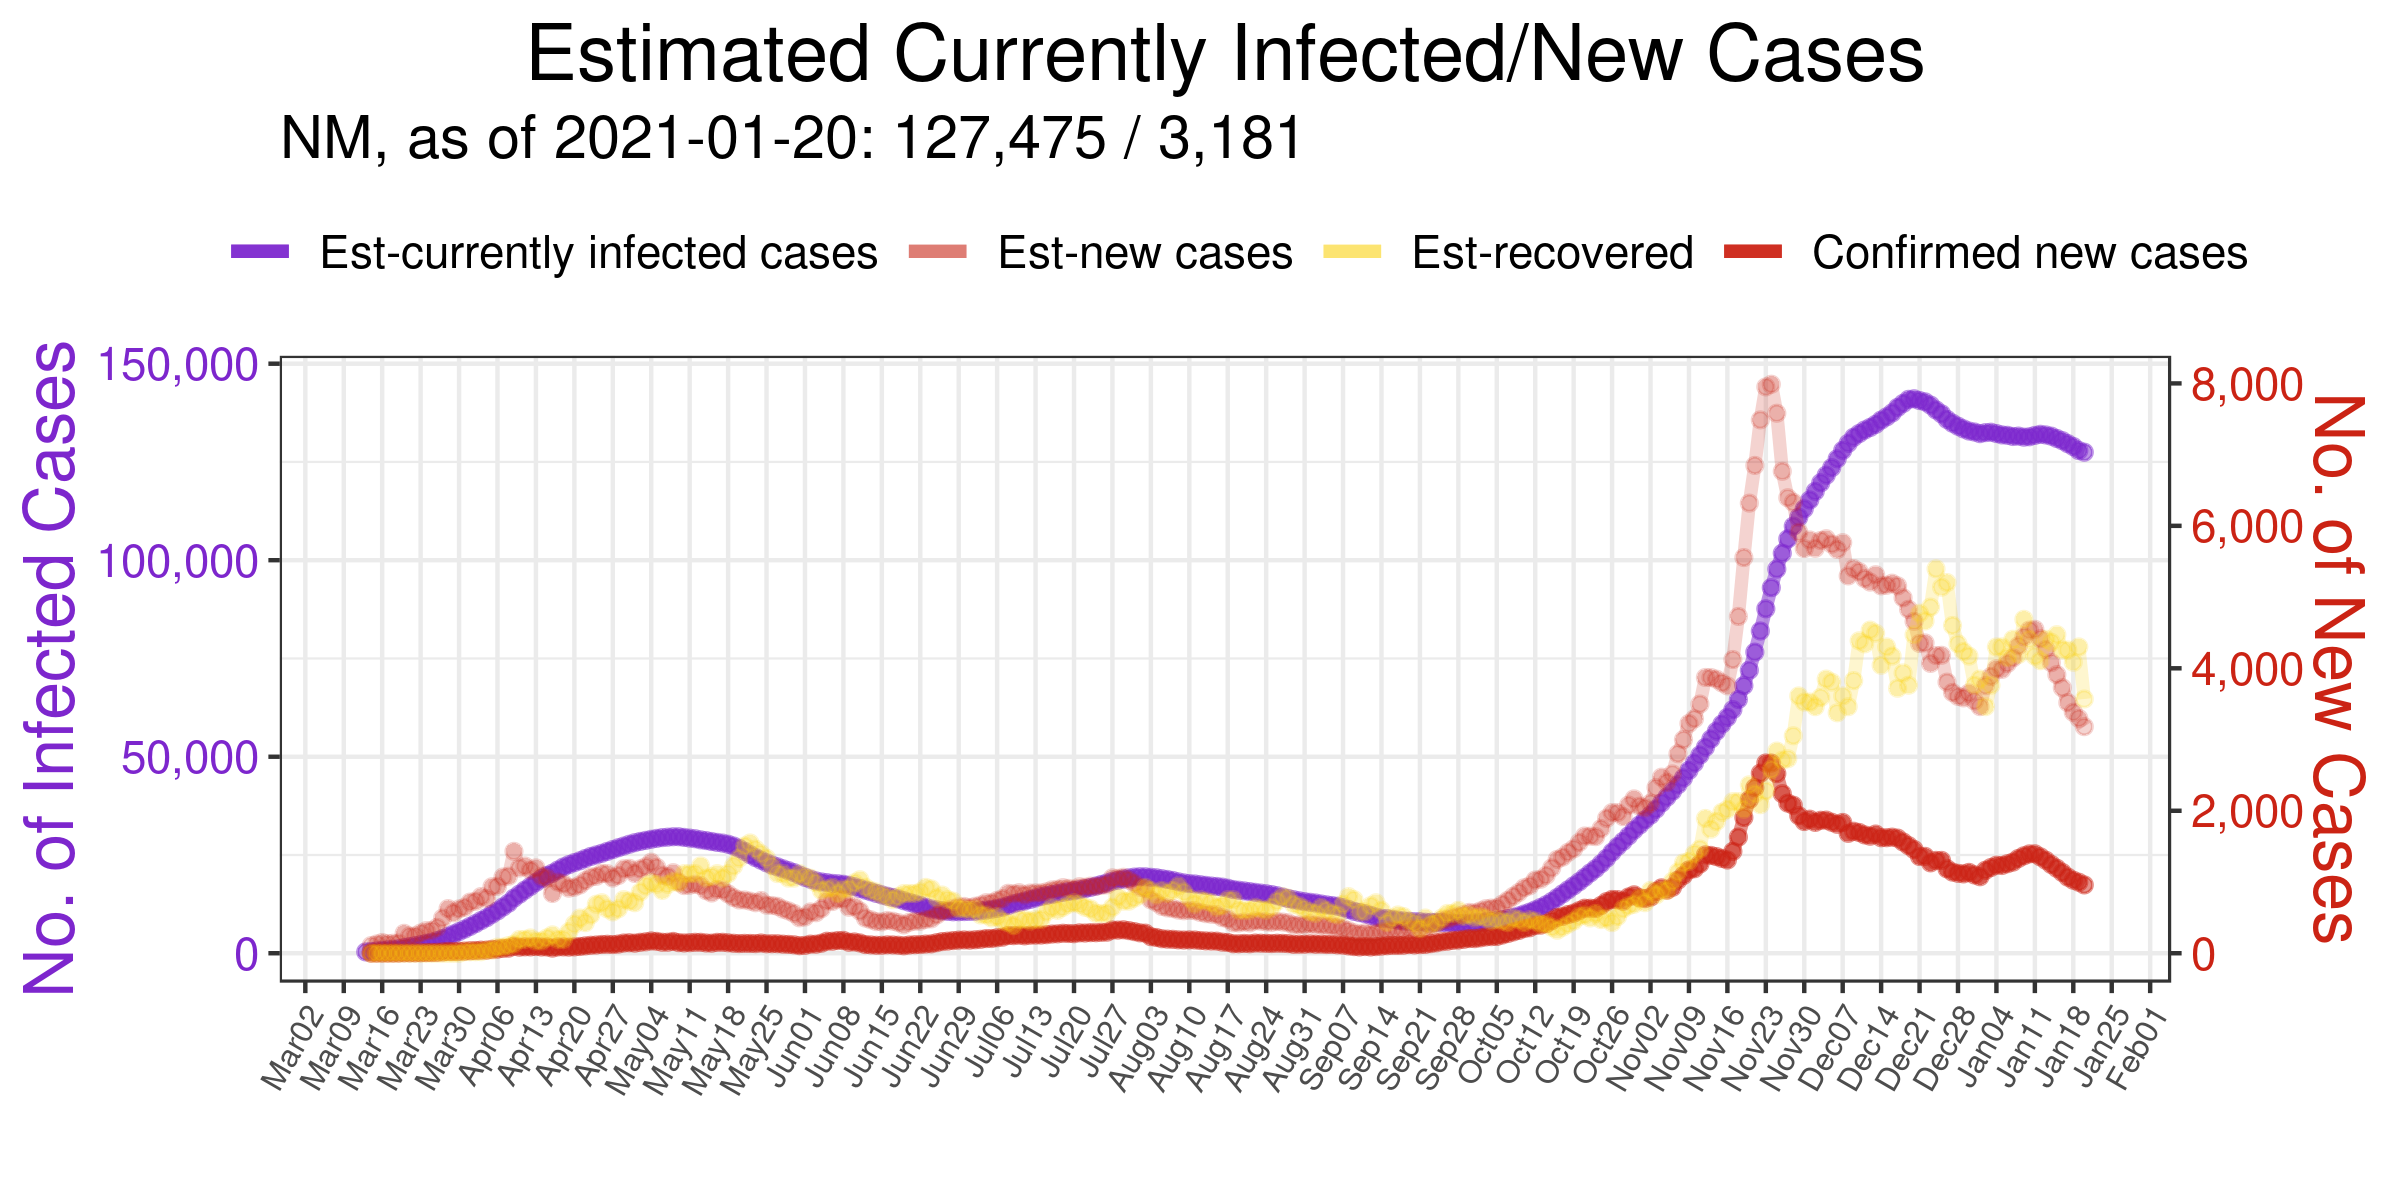 Estimated Currently Infected/New Cases
NM, as of 2021-01-20: 127,475 / 3,181
Est-currently infected cases
Est-new cases
Est-recovered
Confirmed new cases
No. of Infected Cases
150,000
100,000
50,000
0
8,000
6,000
4,000
2,000
0
No. of New Cases
Mar02
Mar09
Mar16
Mar23
Mar30
Apr06
Apr13
Apr20
Apr27
May04
May11
May18
May25
Jun01
Jun08
Jun15
Jun22
Jun29
Jul06
Jul13
Jul20
Jul27
Aug03
Aug10
Aug17
Aug24
Aug31
Sep07
Sep14
Sep21
Sep28
Oct05
Oct12
Oct19
Oct26
Nov02
Nov09
Nov16
Nov23
Nov30
Dec07
Dec14
Dec21
Dec28
Jan04
Jan11
Jan18
Jan25
Feb01